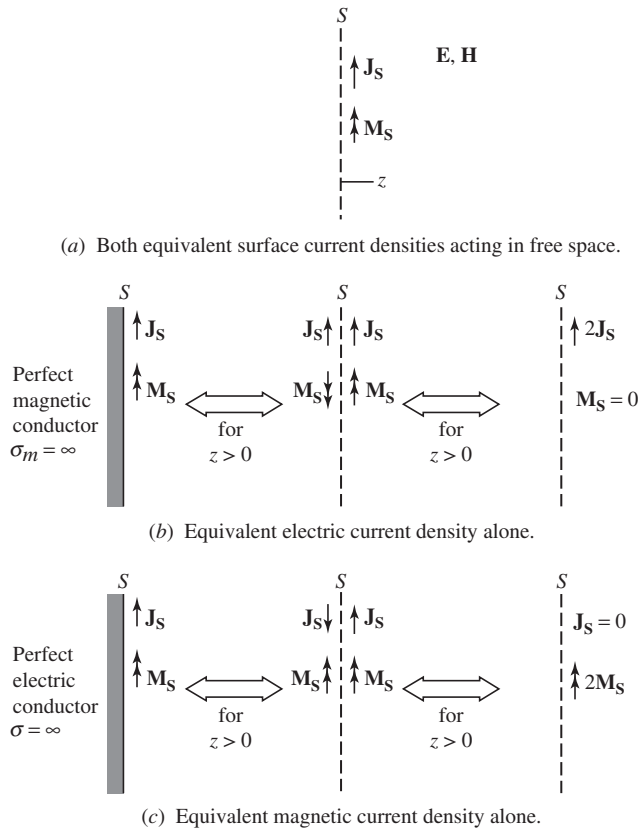 S
J_S
E, H
M_S
z
(a) Both equivalent surface current densities acting in free space.
S S S
J_S J_S J_S 2J_S
Perfect
magnetic
conductor
σ_m = ∞
M_S M_S M_S M_S = 0
for
z > 0
for
z > 0
(b) Equivalent electric current density alone.
S S S
J_S J_S J_S J_S = 0
Perfect
electric
conductor
σ = ∞
M_S M_S M_S 2M_S
for
z > 0
for
z > 0
(c) Equivalent magnetic current density alone.